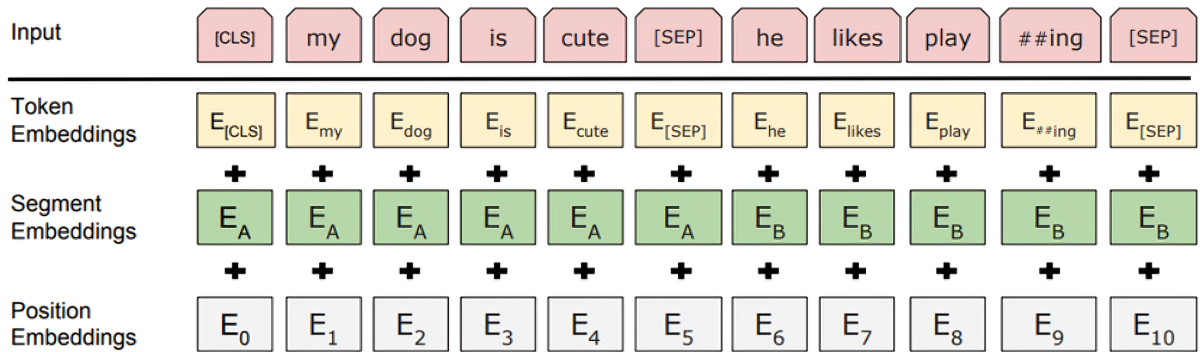 Input [CLS] my dog is cute [SEP] he likes play ##ing [SEP]
Token Embeddings E[CLS] Emy Edog Eis Ecute E[SEP] Ehe Elikes Eplay E##ing E[SEP]
+ + + + + + + + + + +
Segment Embeddings EA EA EA EA EA EA EB EB EB EB EB
+ + + + + + + + + + +
Position Embeddings E0 E1 E2 E3 E4 E5 E6 E7 E8 E9 E10